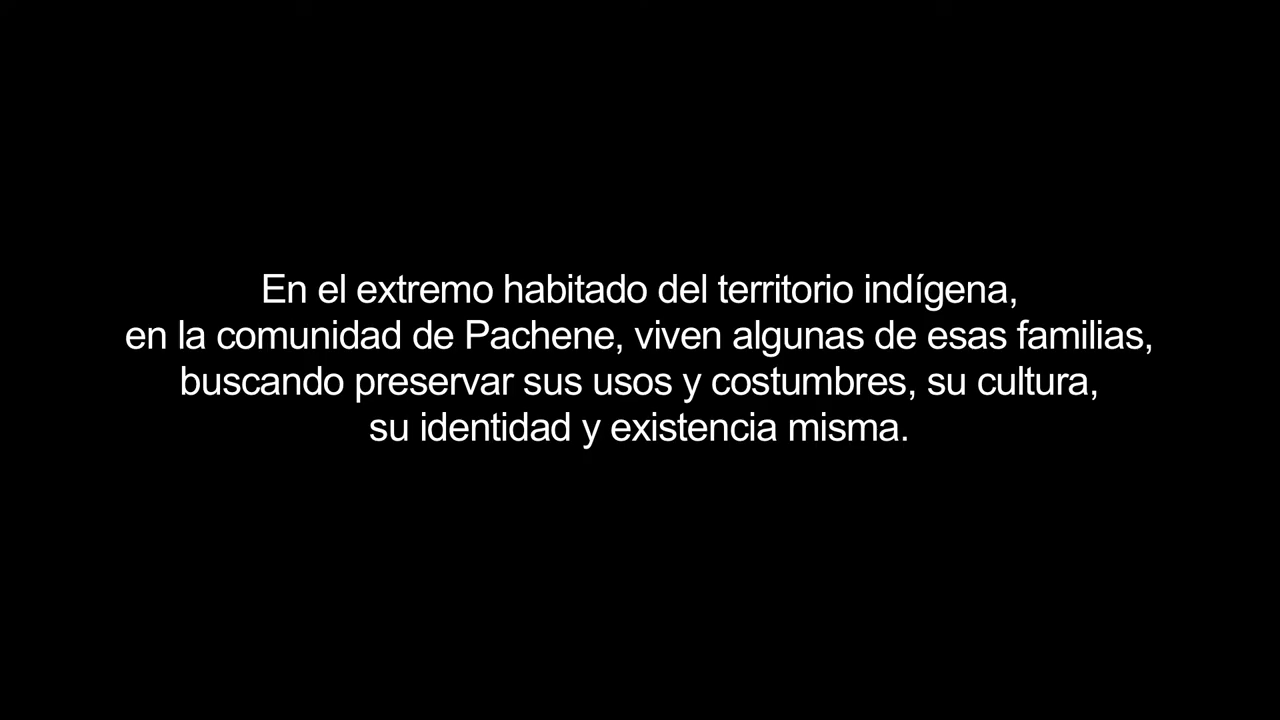 En el extremo habitado del territorio indígena,
en la comunidad de Pachene, viven algunas de esas familias,
buscando preservar sus usos y costumbres, su cultura,
su identidad y existencia misma.